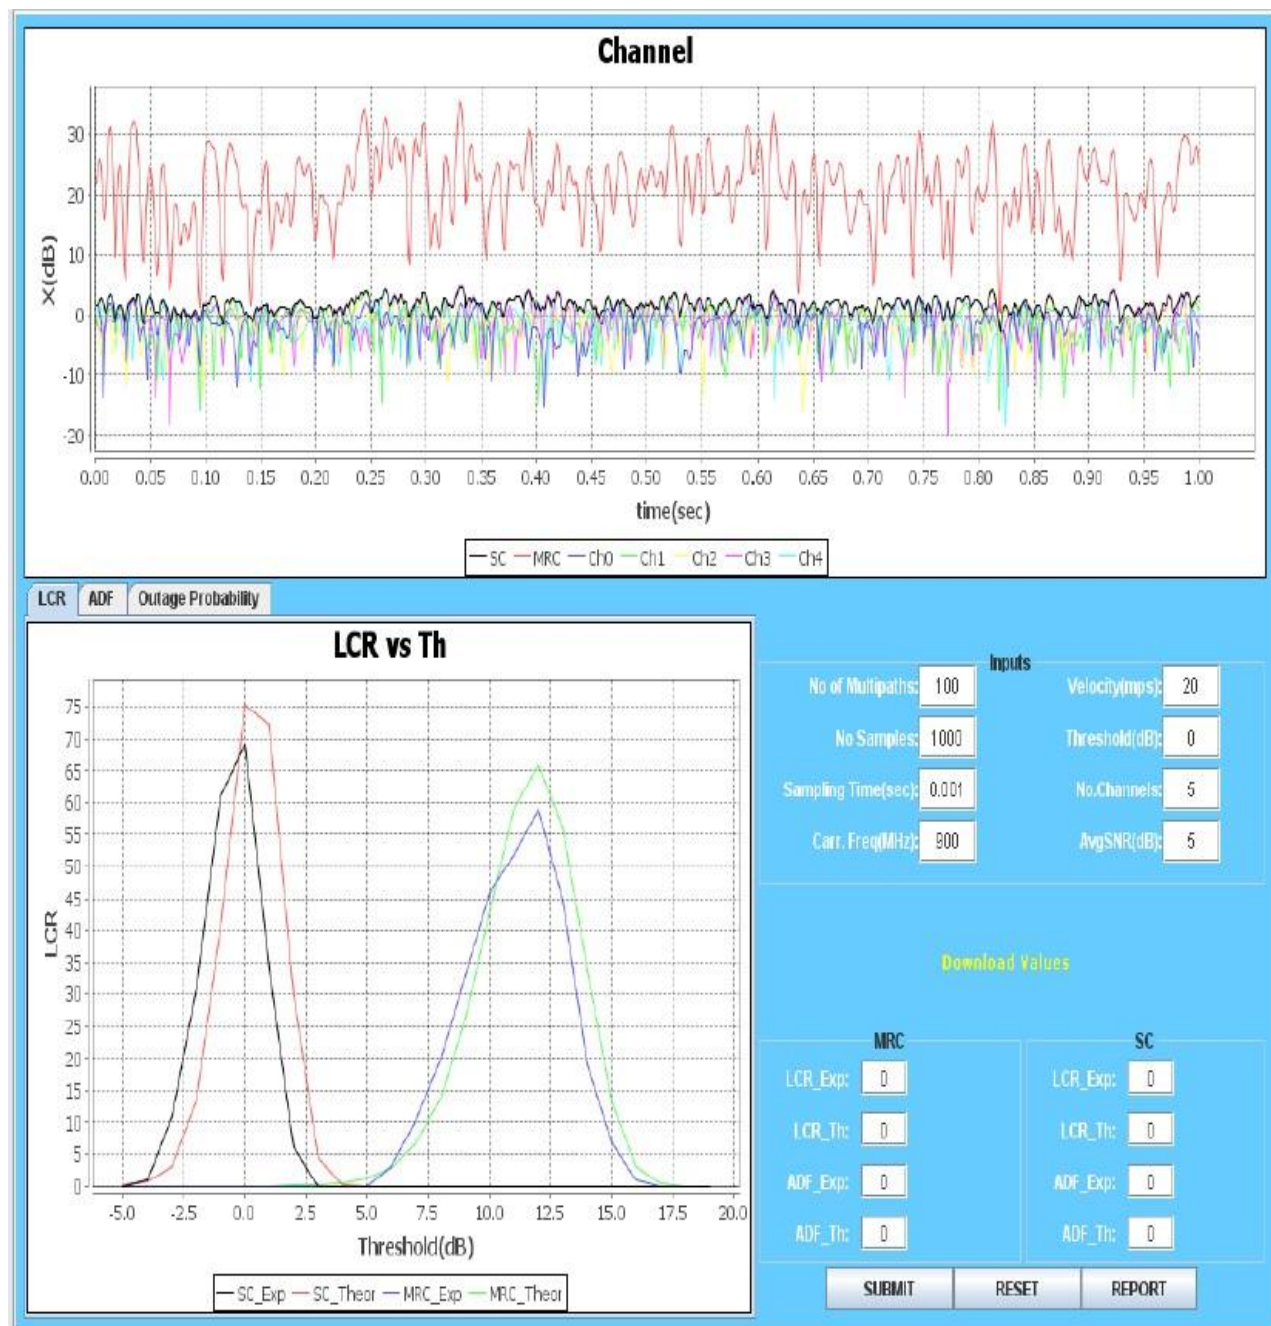 Channel
30
20
10
0
-10
-20
X(dB)
0.00 0.05 0.10 0.15 0.20 0.25 0.30 0.35 0.40 0.45 0.50 0.55 0.60 0.65 0.70 0.75 0.80 0.85 0.90 0.95 1.00
time(sec)
SC MRC Ch0 Ch1 Ch2 Ch3 Ch4
LCR ADF Outage Probability
LCR vs Th
75
70
65
60
55
50
45
40
35
30
25
20
15
10
5
0
LCR
-5.0 -2.5 0.0 2.5 5.0 7.5 10.0 12.5 15.0 17.5 20.0
Threshold(dB)
SC_Exp SC_Theor MRC_Exp MRC_Theor
Inputs
No of Multipaths: 100 Velocity(mps): 20
No Samples: 1000 Threshold(dB): 0
Sampling Time(sec): 0.001 No.Channels: 5
Carr. Freq(MHz): 900 AvgSNR(dB): 5
Download Values
MRC SC
LCR_Exp: 0 LCR_Exp: 0
LCR_Th: 0 LCR_Th: 0
ADF_Exp: 0 ADF_Exp: 0
ADF_Th: 0 ADF_Th: 0
SUBMIT RESET REPORT